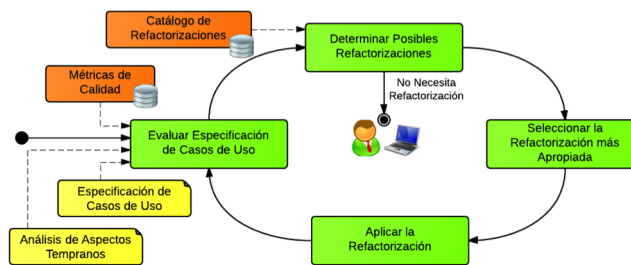 Catálogo de
Refactorizaciones
Determinar Posibles
Refactorizaciones
No Necesita
Refactorización
Métricas de
Calidad
Evaluar Especificación
de Casos de Uso
Seleccionar la
Refactorización más
Apropiada
Especificación de
Casos de Uso
Análisis de Aspectos
Tempranos
Aplicar la
Refactorización